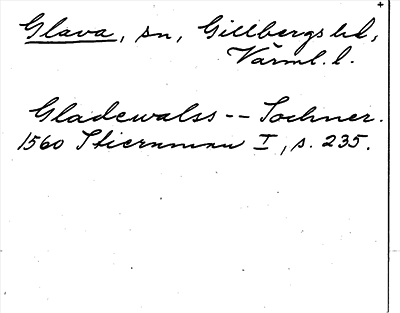 +
Glava, sn, Gillbergs hd,
Värml. l.
Gladewalss -- Sochner.
1560 Stiernman I, s. 235.